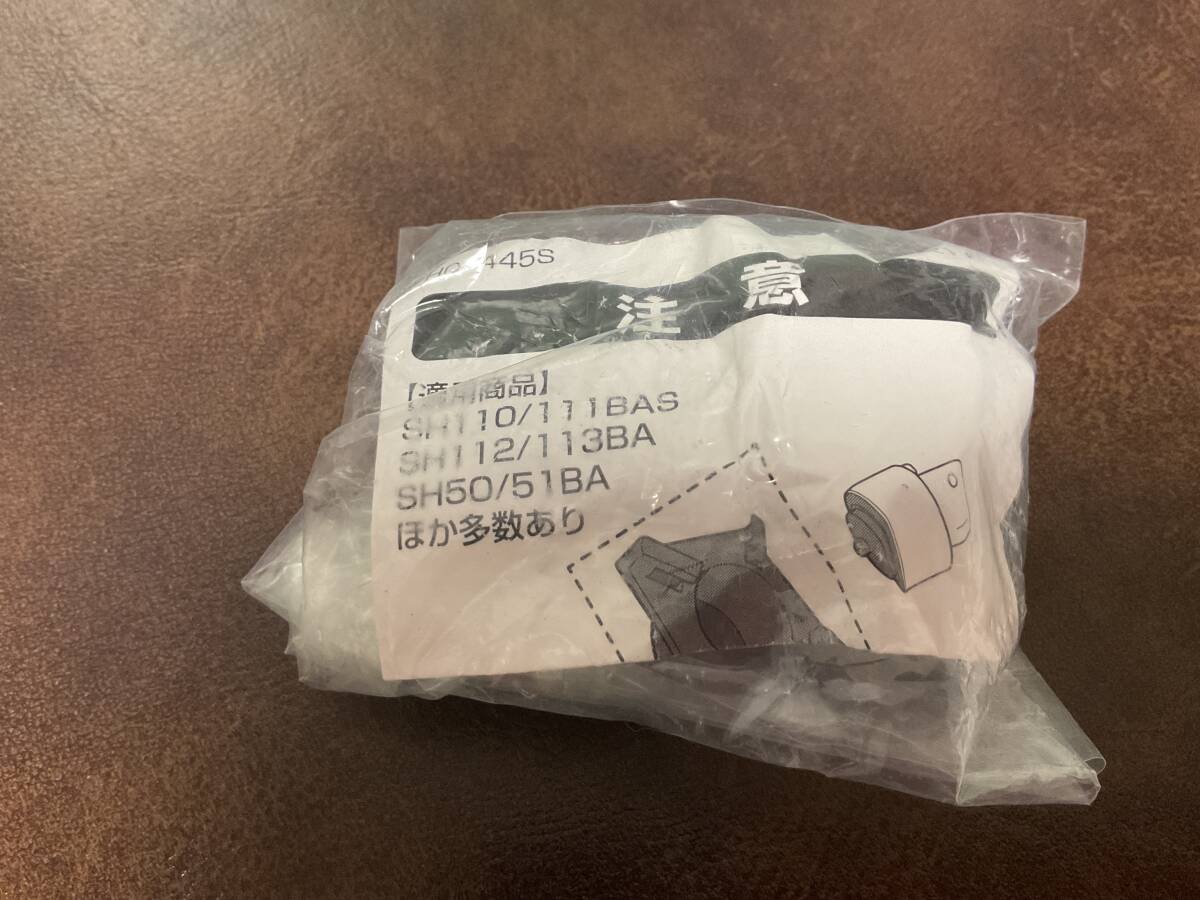 445S
注意
【適用商品】
SH110/111BAS
SH112/113BA
SH50/51BA
ほか多数あり